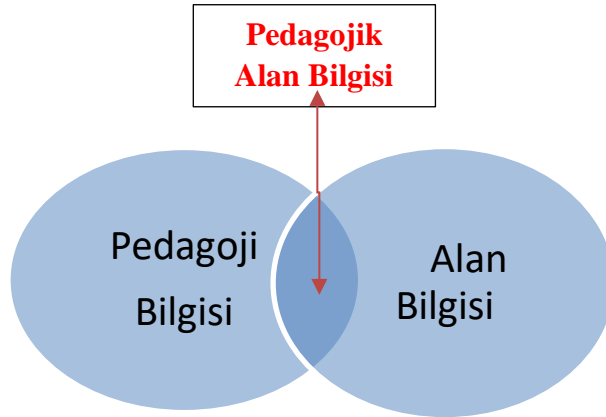 Pedagojik
Alan Bilgisi
Pedagoji
Bilgisi
Alan
Bilgisi